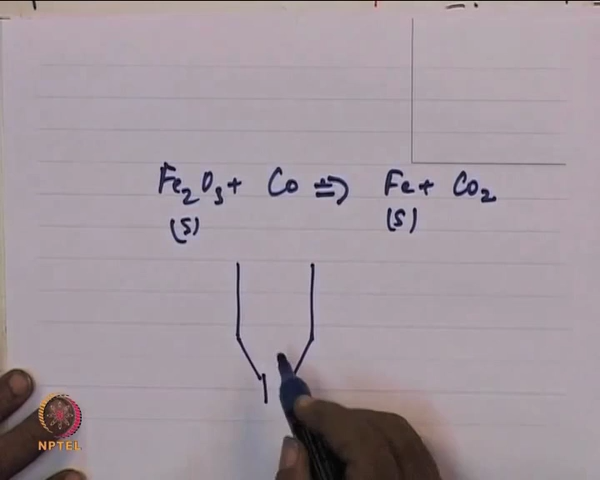 Fe₂O₃ + Co ⇌ Fe + Co₂
(s) (s)
NPTEL